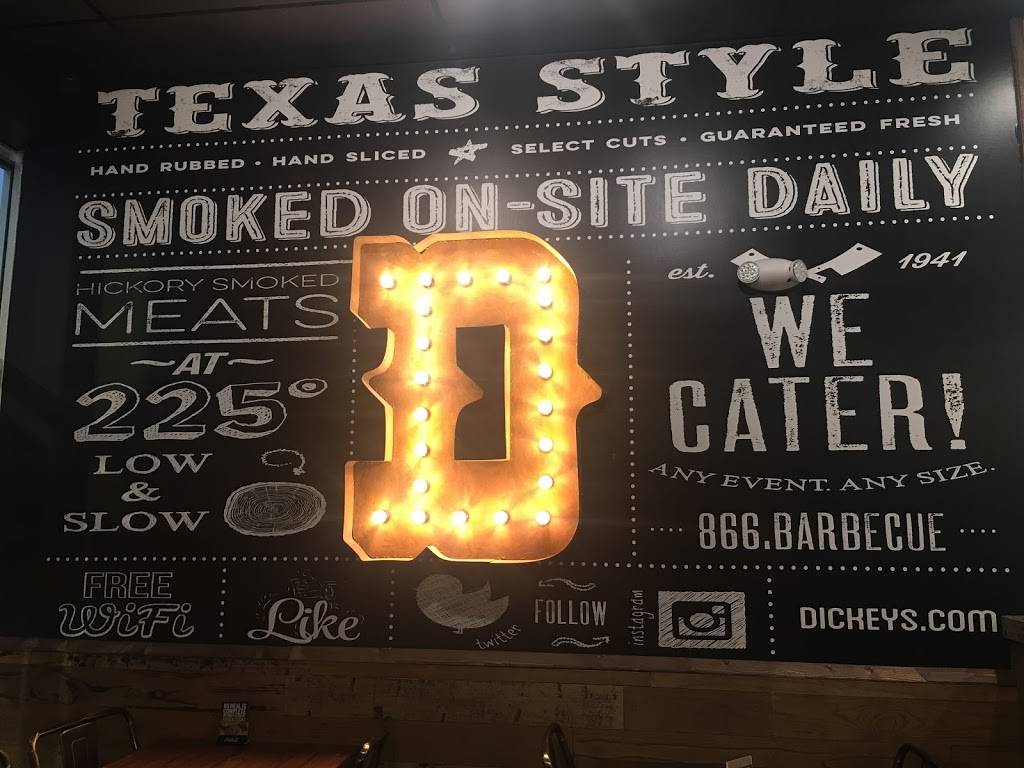 TEXAS STYLE
HAND RUBBED • HAND SLICED
SELECT CUTS • GUARANTEED FRESH
SMOKED ON-SITE DAILY
HICKORY SMOKED
MEATS
~AT~
225°
LOW
&
SLOW
D
est.
1941
WE
CATER!
ANY EVENT. ANY SIZE.
866.BARBECUE
FREE
WiFi
Like
twitter
FOLLOW
instagram
DICKEYS.COM